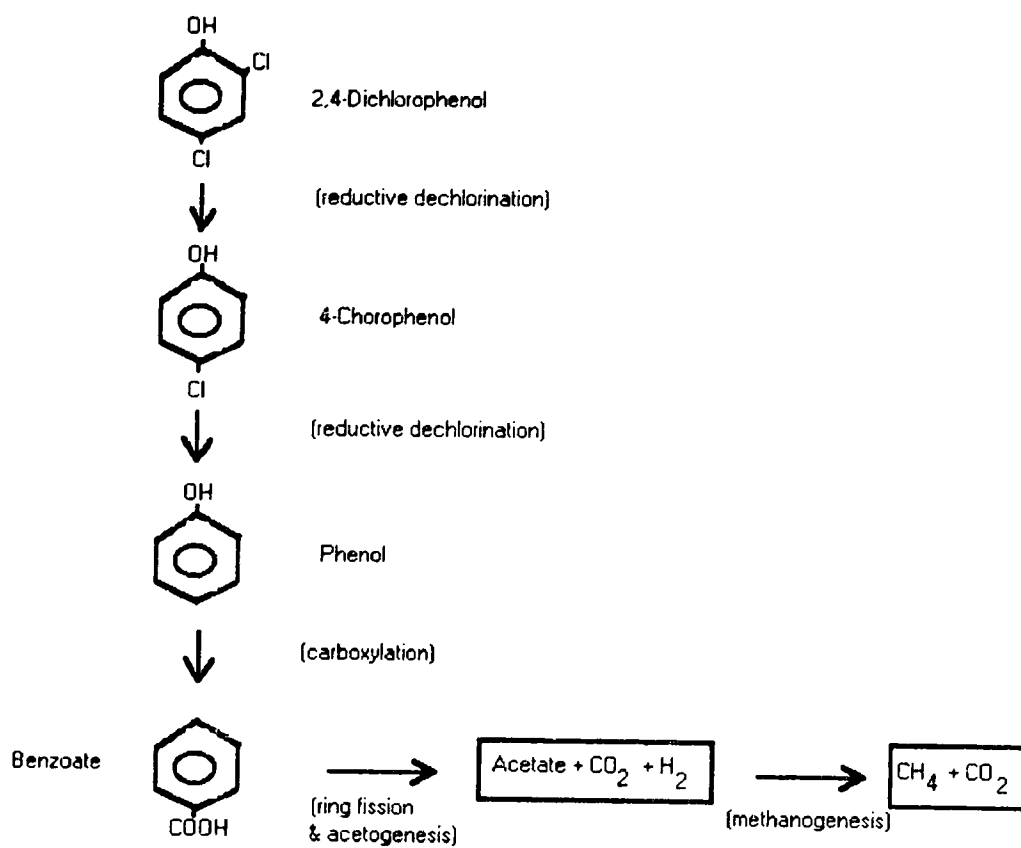 OH
Cl
2,4-Dichlorophenol
Cl
(reductive dechlorination)
OH
4-Chorophenol
Cl
(reductive dechlorination)
OH
Phenol
(carboxylation)
Benzoate
COOH
(ring fission
& acetogenesis)
Acetate + CO₂ + H₂
(methanogenesis)
CH₄ + CO₂